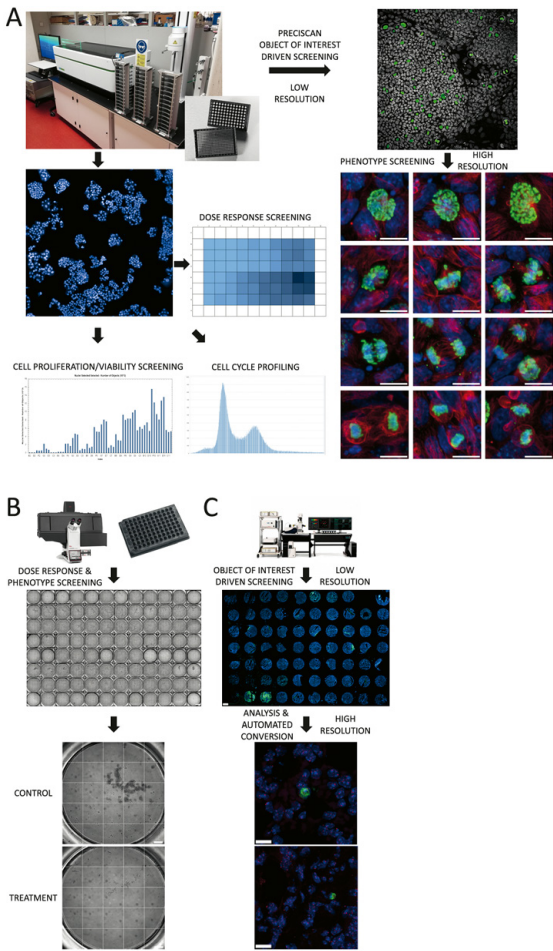 A
PRECISCAN
OBJECT OF INTEREST
DRIVEN SCREENING
LOW
RESOLUTION
PHENOTYPE SCREENING
HIGH
RESOLUTION
DOSE RESPONSE SCREENING
CELL PROLIFERATION/VIABILITY SCREENING
CELL CYCLE PROFILING
B
C
DOSE RESPONSE &
PHENOTYPE SCREENING
OBJECT OF INTEREST
DRIVEN SCREENING
LOW
RESOLUTION
ANALYSIS &
AUTOMATED
CONVERSION
HIGH
RESOLUTION
CONTROL
TREATMENT